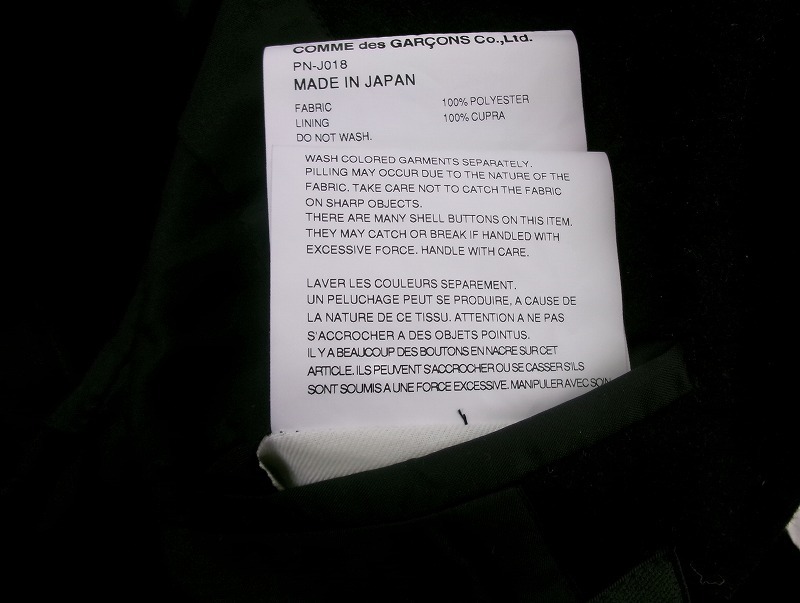 COMME des GARÇONS Co.,Ltd.
PN-J018
MADE IN JAPAN
FABRIC 100% POLYESTER
LINING 100% CUPRA
DO NOT WASH.
WASH COLORED GARMENTS SEPARATELY.
PILLING MAY OCCUR DUE TO THE NATURE OF THE
FABRIC. TAKE CARE NOT TO CATCH THE FABRIC
ON SHARP OBJECTS.
THERE ARE MANY SHELL BUTTONS ON THIS ITEM.
THEY MAY CATCH OR BREAK IF HANDLED WITH
EXCESSIVE FORCE. HANDLE WITH CARE.
LAVER LES COULEURS SEPAREMENT.
UN PELUCHAGE PEUT SE PRODUIRE, A CAUSE DE
LA NATURE DE CE TISSU. ATTENTION A NE PAS
S'ACCROCHER A DES OBJETS POINTUS.
IL Y A BEAUCOUP DES BOUTONS EN NACRE SUR CET
ARTICLE. ILS PEUVENT S'ACCROCHER OU SE CASSER S'ILS
SONT SOUMIS A UNE FORCE EXCESSIVE. MANIPULER AVEC SOIN